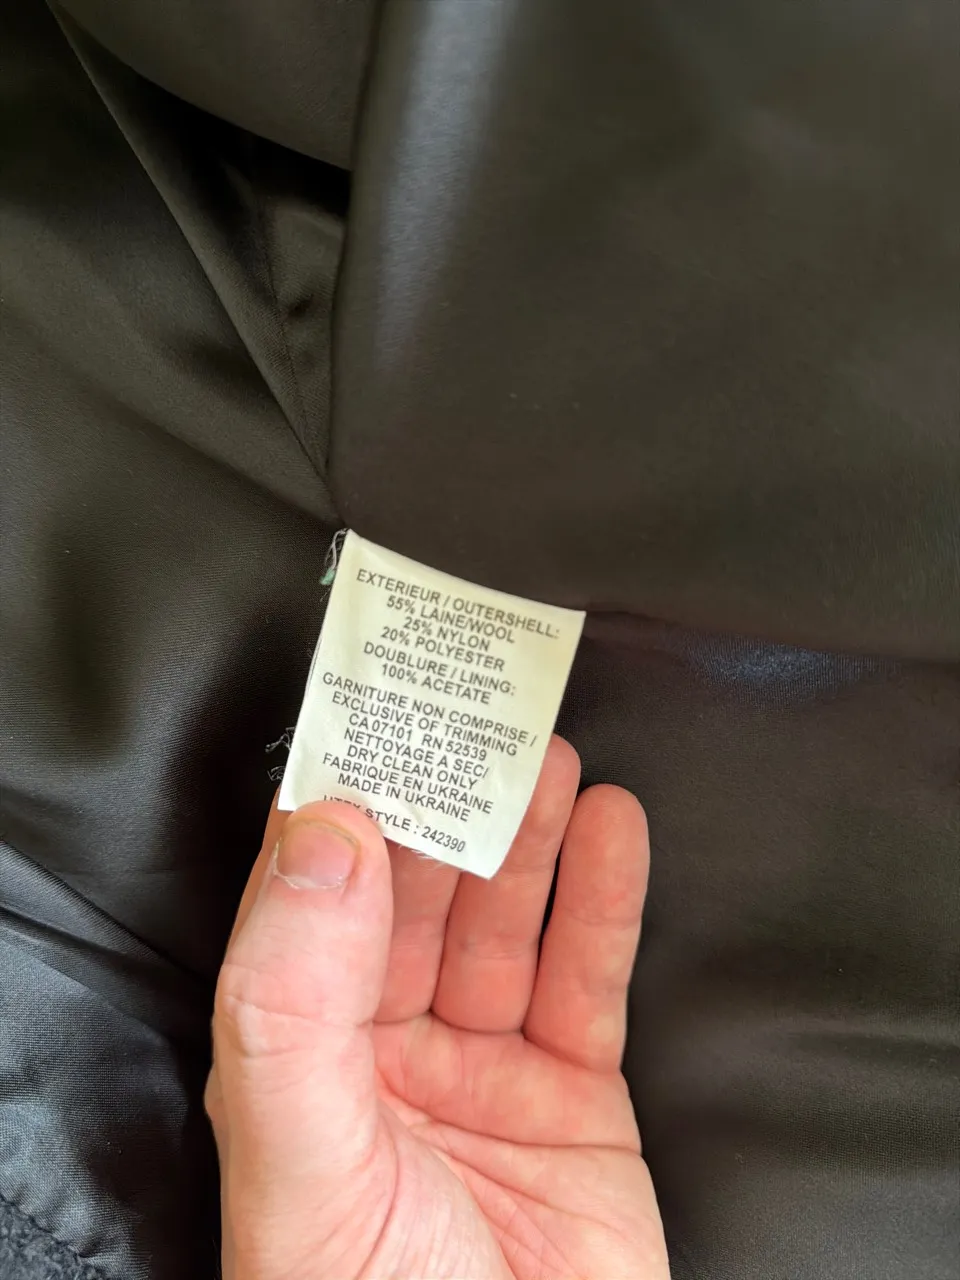 EXTERIEUR / OUTERSHELL:
55% LAINE/WOOL
25% NYLON
20% POLYESTER
DOUBLURE / LINING:
100% ACETATE
GARNITURE NON COMPRISE /
EXCLUSIVE OF TRIMMING
CA 07101 RN 52539
NETTOYAGE A SEC/
DRY CLEAN ONLY
FABRIQUE EN UKRAINE
MADE IN UKRAINE
STYLE : 242390